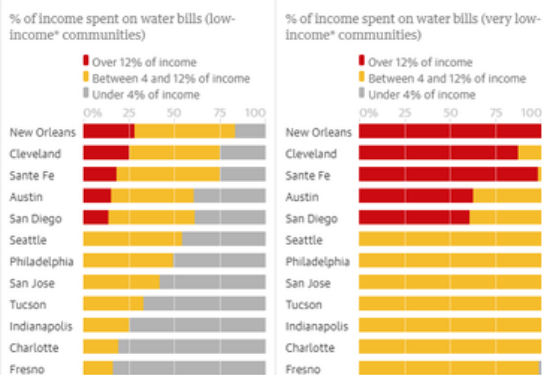 % of income spent on water bills (low-
income* communities)
Over 12% of income
Between 4 and 12% of income
Under 4% of income
0% 25 50 75 100
New Orleans
Cleveland
Sante Fe
Austin
San Diego
Seattle
Philadelphia
San Jose
Tucson
Indianapolis
Charlotte
Fresno
% of income spent on water bills (very low-
income* communities)
Over 12% of income
Between 4 and 12% of income
Under 4% of income
0% 25 50 75 100
New Orleans
Cleveland
Sante Fe
Austin
San Diego
Seattle
Philadelphia
San Jose
Tucson
Indianapolis
Charlotte
Fresno